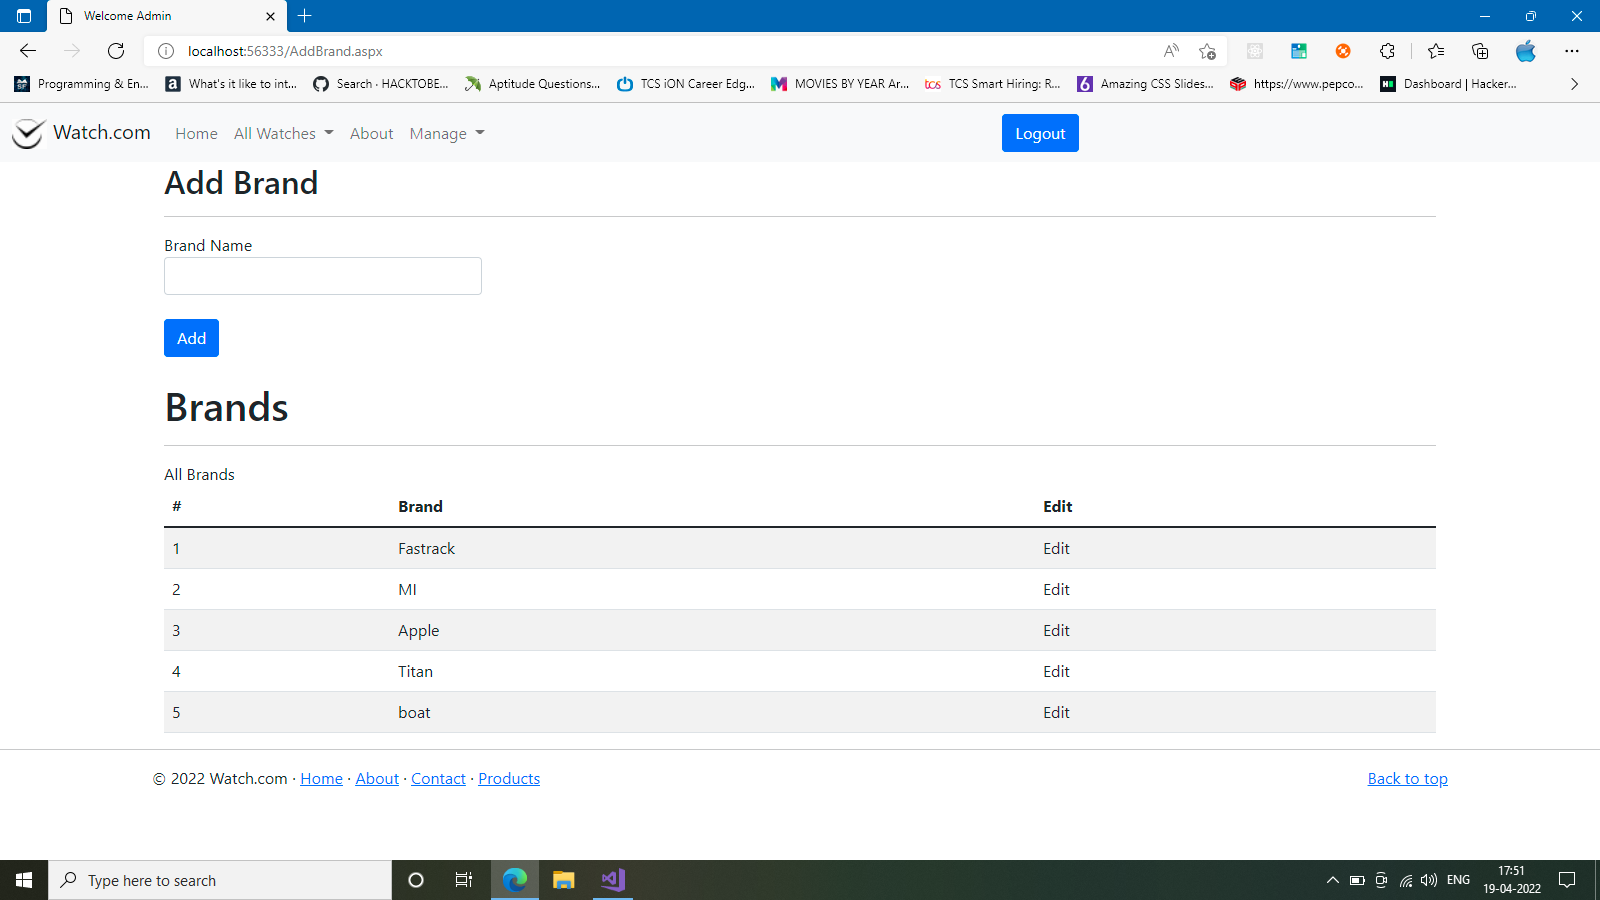 Welcome Admin
localhost:56333/AddBrand.aspx
Programming & En... What's it like to int... Search · HACKTOBE... Aptitude Questions... TCS iON Career Edg... MOVIES BY YEAR Ar... TCS Smart Hiring: R... Amazing CSS Slides... https://www.pepco... Dashboard | Hacker...
Watch.com Home All Watches About Manage Logout
Add Brand
Brand Name
Add
Brands
All Brands
# Brand Edit
1 Fastrack Edit
2 MI Edit
3 Apple Edit
4 Titan Edit
5 boat Edit
© 2022 Watch.com · Home · About · Contact · Products Back to top
Type here to search
ENG
17:51
19-04-2022